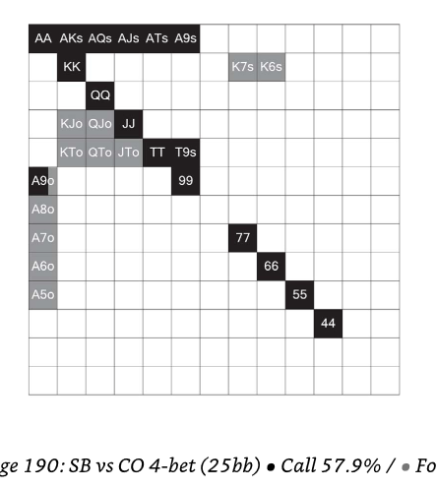 AA AKs AQs AJs ATs A9s
KK K7s K6s
QQ
KJo QJo JJ
KTo QTo JTo TT T9s
A9o 99
A8o
A7o 77
A6o 66
A5o 55
44
ge 190: SB vs CO 4-bet (25bb) • Call 57.9% / • Fo